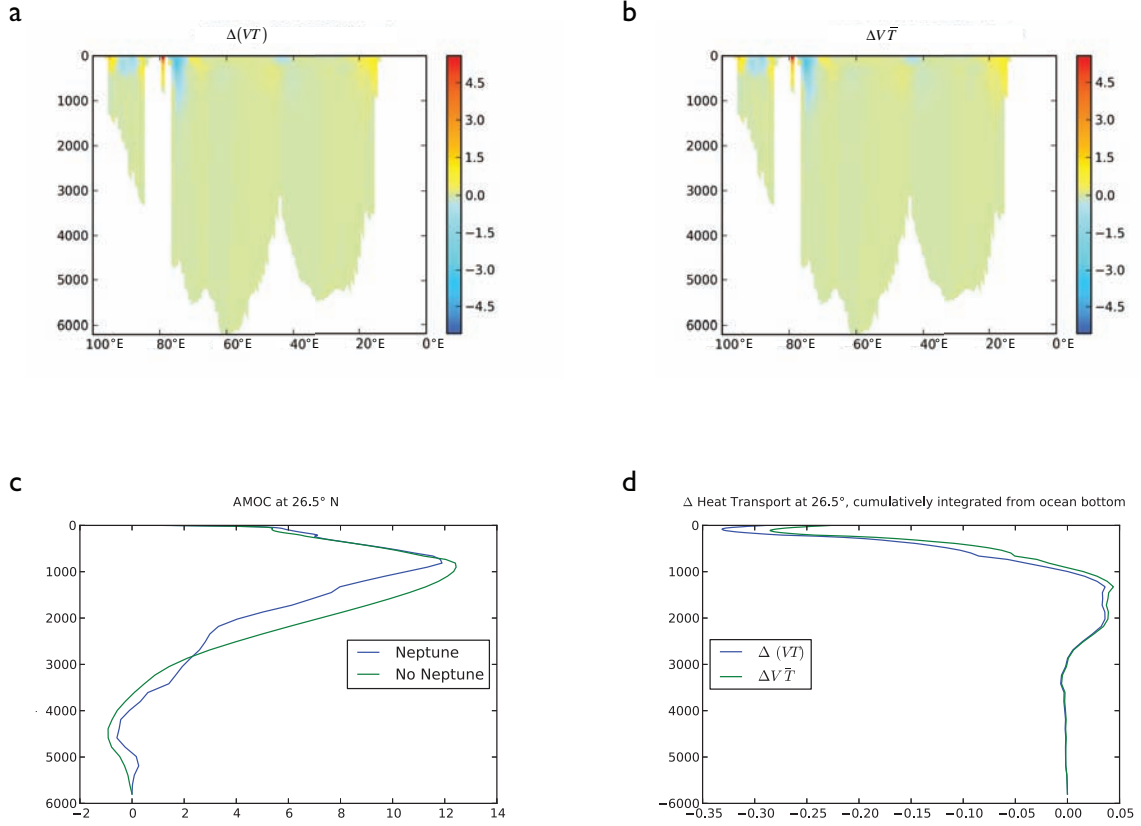 a
Δ(VT)
0
1000
2000
3000
4000
5000
6000
100°E 80°E 60°E 40°E 20°E 0°E
4.5
3.0
1.5
0.0
−1.5
−3.0
−4.5
b
ΔV T̅
0
1000
2000
3000
4000
5000
6000
100°E 80°E 60°E 40°E 20°E 0°E
4.5
3.0
1.5
0.0
−1.5
−3.0
−4.5
c
AMOC at 26.5° N
0
1000
2000
3000
4000
5000
6000
−2 0 2 4 6 8 10 12 14
Neptune
No Neptune
d
Δ Heat Transport at 26.5°, cumulatively integrated from ocean bottom
0
1000
2000
3000
4000
5000
6000
−0.35 −0.30 −0.25 −0.20 −0.15 −0.10 −0.05 0.00 0.05
Δ (VT)
ΔV T̅